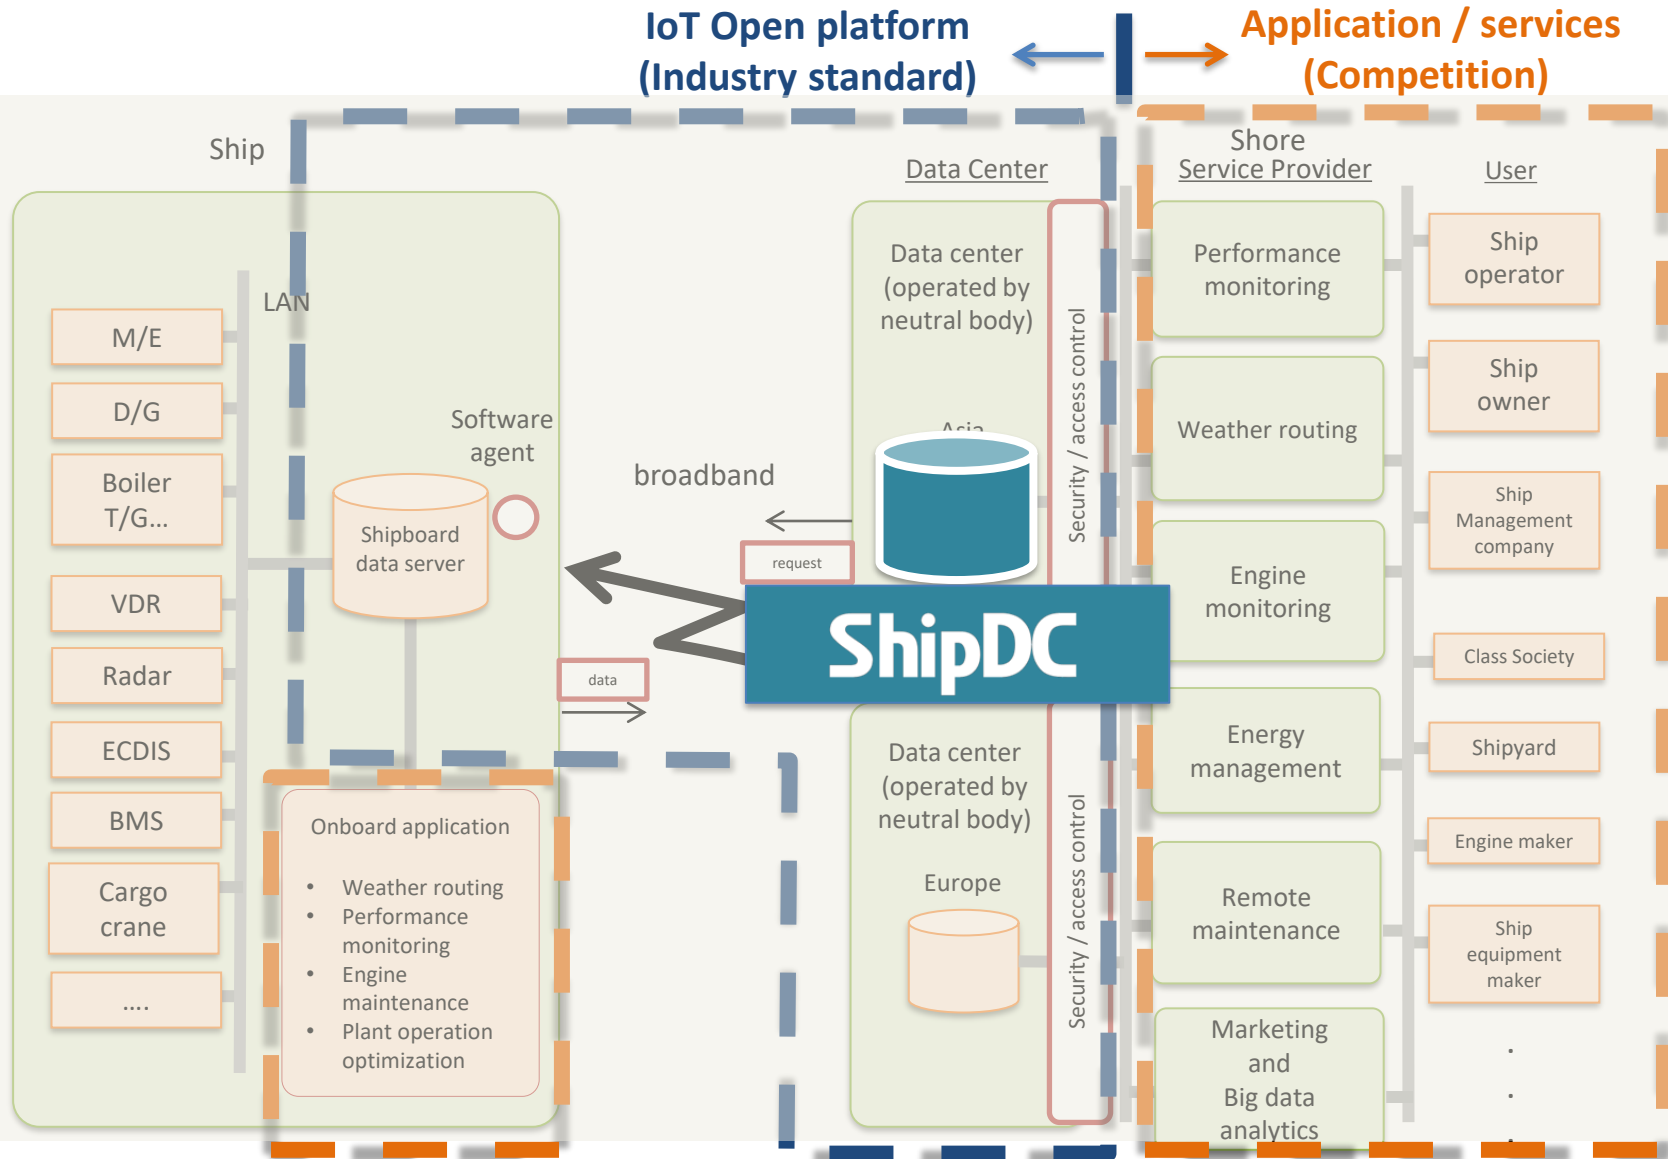 IoT Open platform
(Industry standard)
Application / services
(Competition)
Ship
LAN
M/E
D/G
Boiler
T/G...
VDR
Radar
ECDIS
BMS
Cargo
crane
....
Software
agent
Shipboard
data server
Onboard application
• Weather routing
• Performance
monitoring
• Engine
maintenance
• Plant operation
optimization
broadband
request
data
Data Center
Data center
(operated by
neutral body)
Asia
Security / access control
ShipDC
Data center
(operated by
neutral body)
Europe
Security / access control
Shore
Service Provider
Performance
monitoring
Weather routing
Engine
monitoring
Energy
management
Remote
maintenance
Marketing
and
Big data
analytics
User
Ship
operator
Ship
owner
Ship
Management
company
Class Society
Shipyard
Engine maker
Ship
equipment
maker
.
.
.